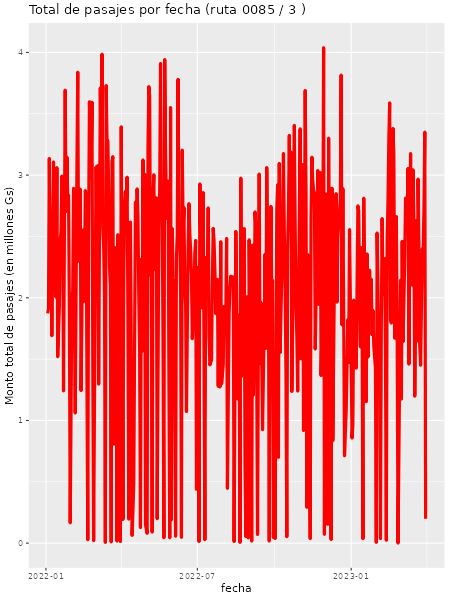 Total de pasajes por fecha (ruta 0085 / 3 )
Monto total de pasajes (en millones Gs)
4
3
2
1
0
2022-01
2022-07
2023-01
fecha